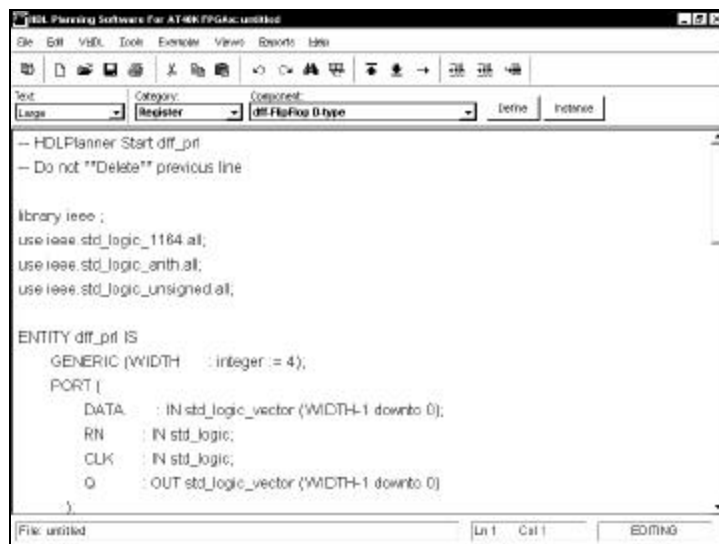 HDL Planning Software For AT40K FPGAs: untitled
File Edit VHDL Tools Exemplar Views Reports Help
Text: Category: Component:
Large Register dff-FlipFlop D-type Define Instance
-- HDLPlanner Start dff_prl
-- Do not **Delete** previous line
library ieee ;
use ieee.std_logic_1164.all;
use ieee.std_logic_arith.all;
use ieee.std_logic_unsigned.all;
ENTITY dff_prl IS
GENERIC (WIDTH : integer := 4);
PORT (
DATA : IN std_logic_vector (WIDTH-1 downto 0);
RN : IN std_logic;
CLK : IN std_logic;
Q : OUT std_logic_vector (WIDTH-1 downto 0)
);
File: untitled Ln 1 Col 1 EDITING